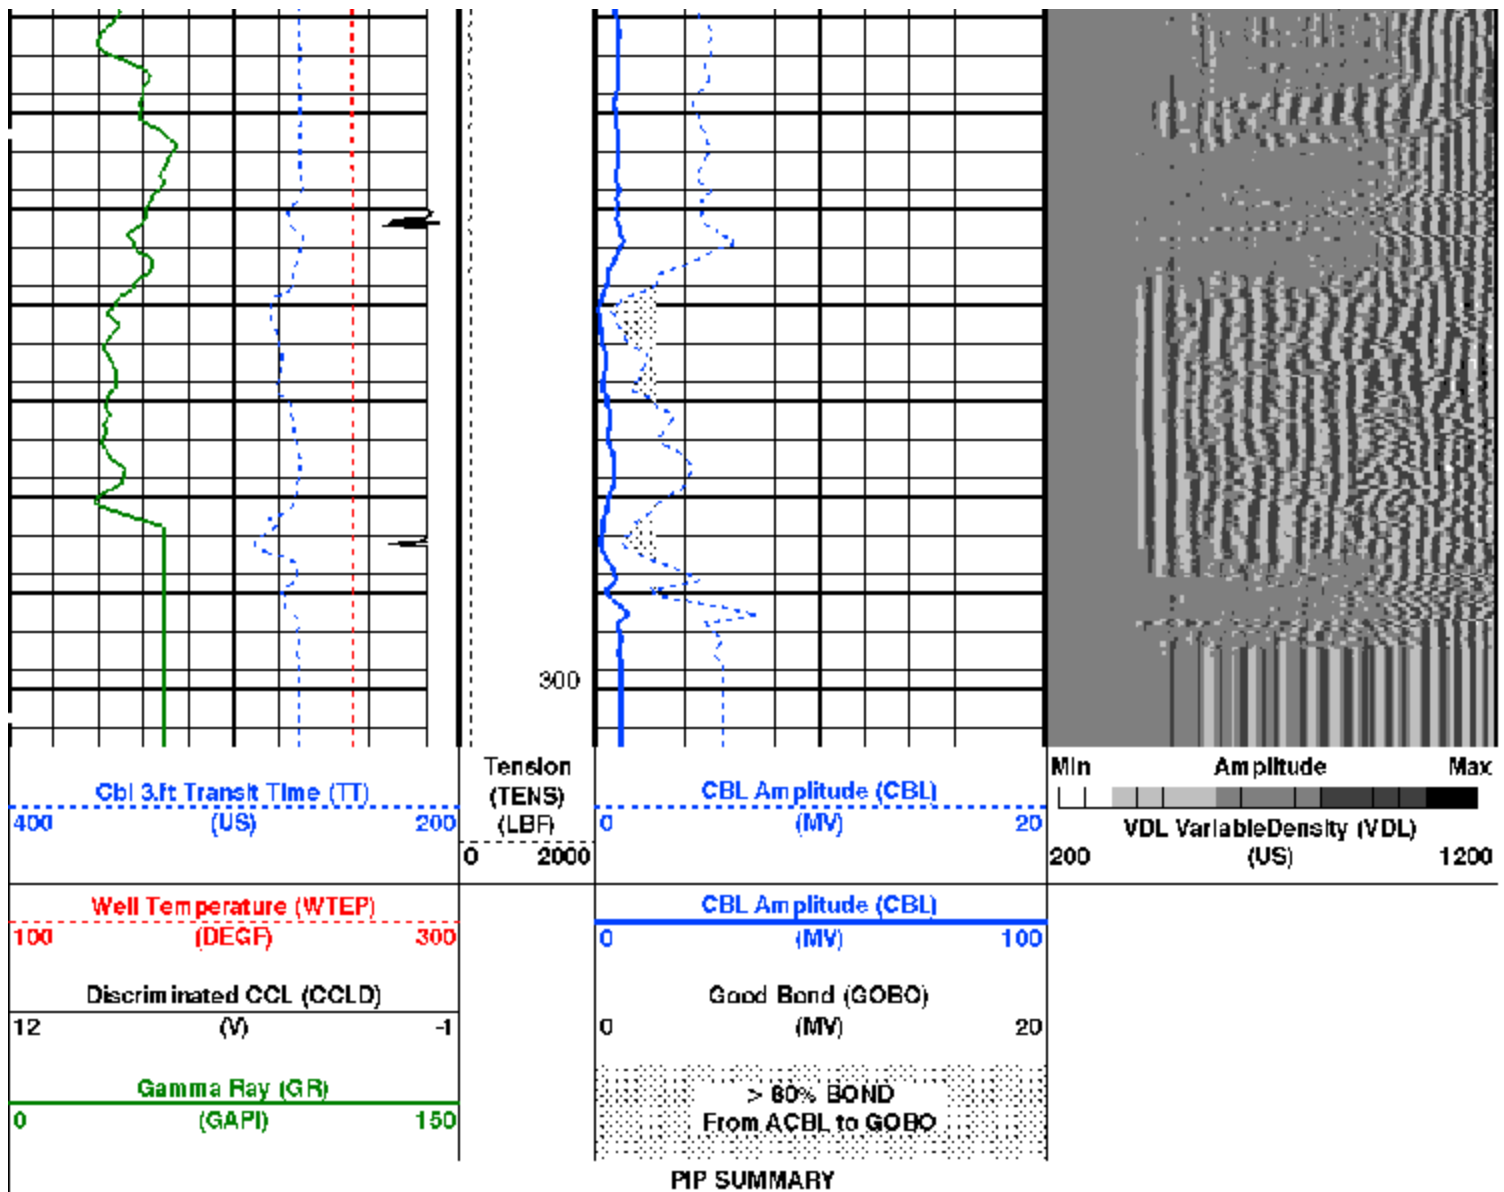 300
Cbl 3.ft Transit Time (TT)
400 (US) 200
Tension
(TENS)
(LBF)
0 2000
CBL Amplitude (CBL)
0 (MV) 20
Min Amplitude Max
VDL VariableDensity (VDL)
200 (US) 1200
Well Temperature (WTEP)
100 (DEGF) 300
CBL Amplitude (CBL)
0 (MV) 100
Discriminated CCL (CCLD)
12 (V) -1
Good Bond (GOBO)
0 (MV) 20
Gamma Ray (GR)
0 (GAPI) 150
> 80% BOND
From ACBL to GOBO
PIP SUMMARY